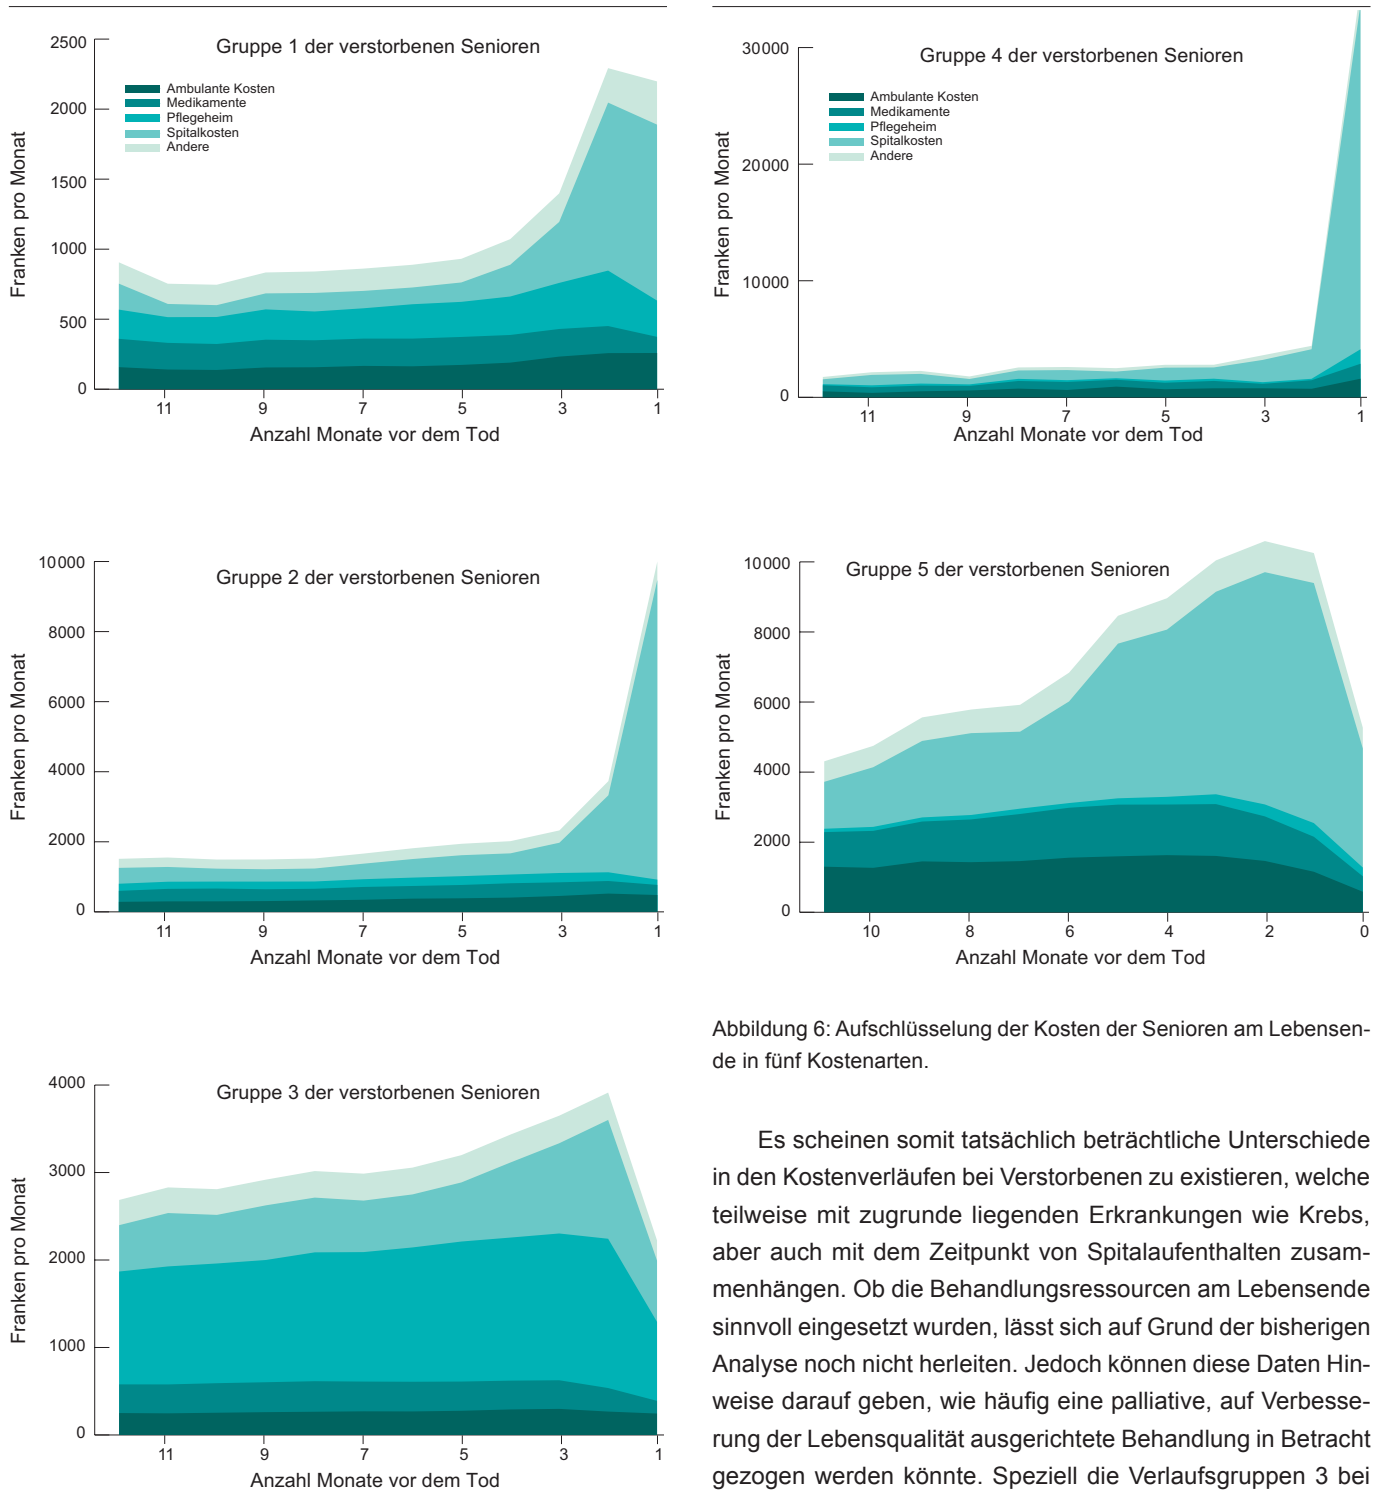 Gruppe 1 der verstorbenen Senioren
Franken pro Monat
2500
2000
1500
1000
500
0
Ambulante Kosten
Medikamente
Pflegeheim
Spitalkosten
Andere
11 9 7 5 3 1
Anzahl Monate vor dem Tod
Gruppe 2 der verstorbenen Senioren
Franken pro Monat
10000
8000
6000
4000
2000
0
11 9 7 5 3 1
Anzahl Monate vor dem Tod
Gruppe 3 der verstorbenen Senioren
Franken pro Monat
4000
3000
2000
1000
0
11 9 7 5 3 1
Anzahl Monate vor dem Tod
Gruppe 4 der verstorbenen Senioren
Franken pro Monat
30000
20000
10000
0
Ambulante Kosten
Medikamente
Pflegeheim
Spitalkosten
Andere
11 9 7 5 3 1
Anzahl Monate vor dem Tod
Gruppe 5 der verstorbenen Senioren
Franken pro Monat
10000
8000
6000
4000
2000
0
10 8 6 4 2 0
Anzahl Monate vor dem Tod
Abbildung 6: Aufschlüsselung der Kosten der Senioren am Lebensen-
de in fünf Kostenarten.
Es scheinen somit tatsächlich beträchtliche Unterschiede
in den Kostenverläufen bei Verstorbenen zu existieren, welche
teilweise mit zugrunde liegenden Erkrankungen wie Krebs,
aber auch mit dem Zeitpunkt von Spitalaufenthalten zusam-
menhängen. Ob die Behandlungsressourcen am Lebensende
sinnvoll eingesetzt wurden, lässt sich auf Grund der bisherigen
Analyse noch nicht herleiten. Jedoch können diese Daten Hin-
weise darauf geben, wie häufig eine palliative, auf Verbesse-
rung der Lebensqualität ausgerichtete Behandlung in Betracht
gezogen werden könnte. Speziell die Verlaufsgruppen 3 bei